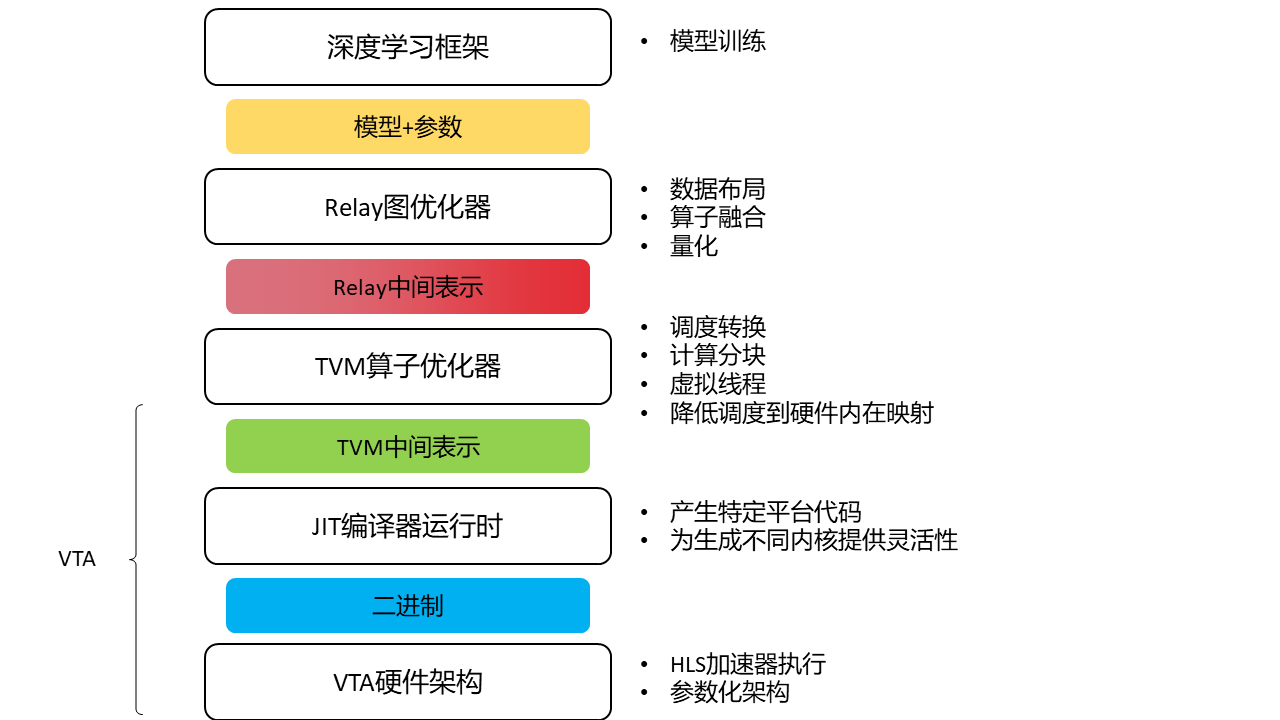 深度学习框架
• 模型训练
模型+参数
Relay图优化器
• 数据布局
• 算子融合
• 量化
Relay中间表示
TVM算子优化器
• 调度转换
• 计算分块
• 虚拟线程
• 降低调度到硬件内在映射
TVM中间表示
JIT编译器运行时
• 产生特定平台代码
• 为生成不同内核提供灵活性
VTA
二进制
VTA硬件架构
• HLS加速器执行
• 参数化架构